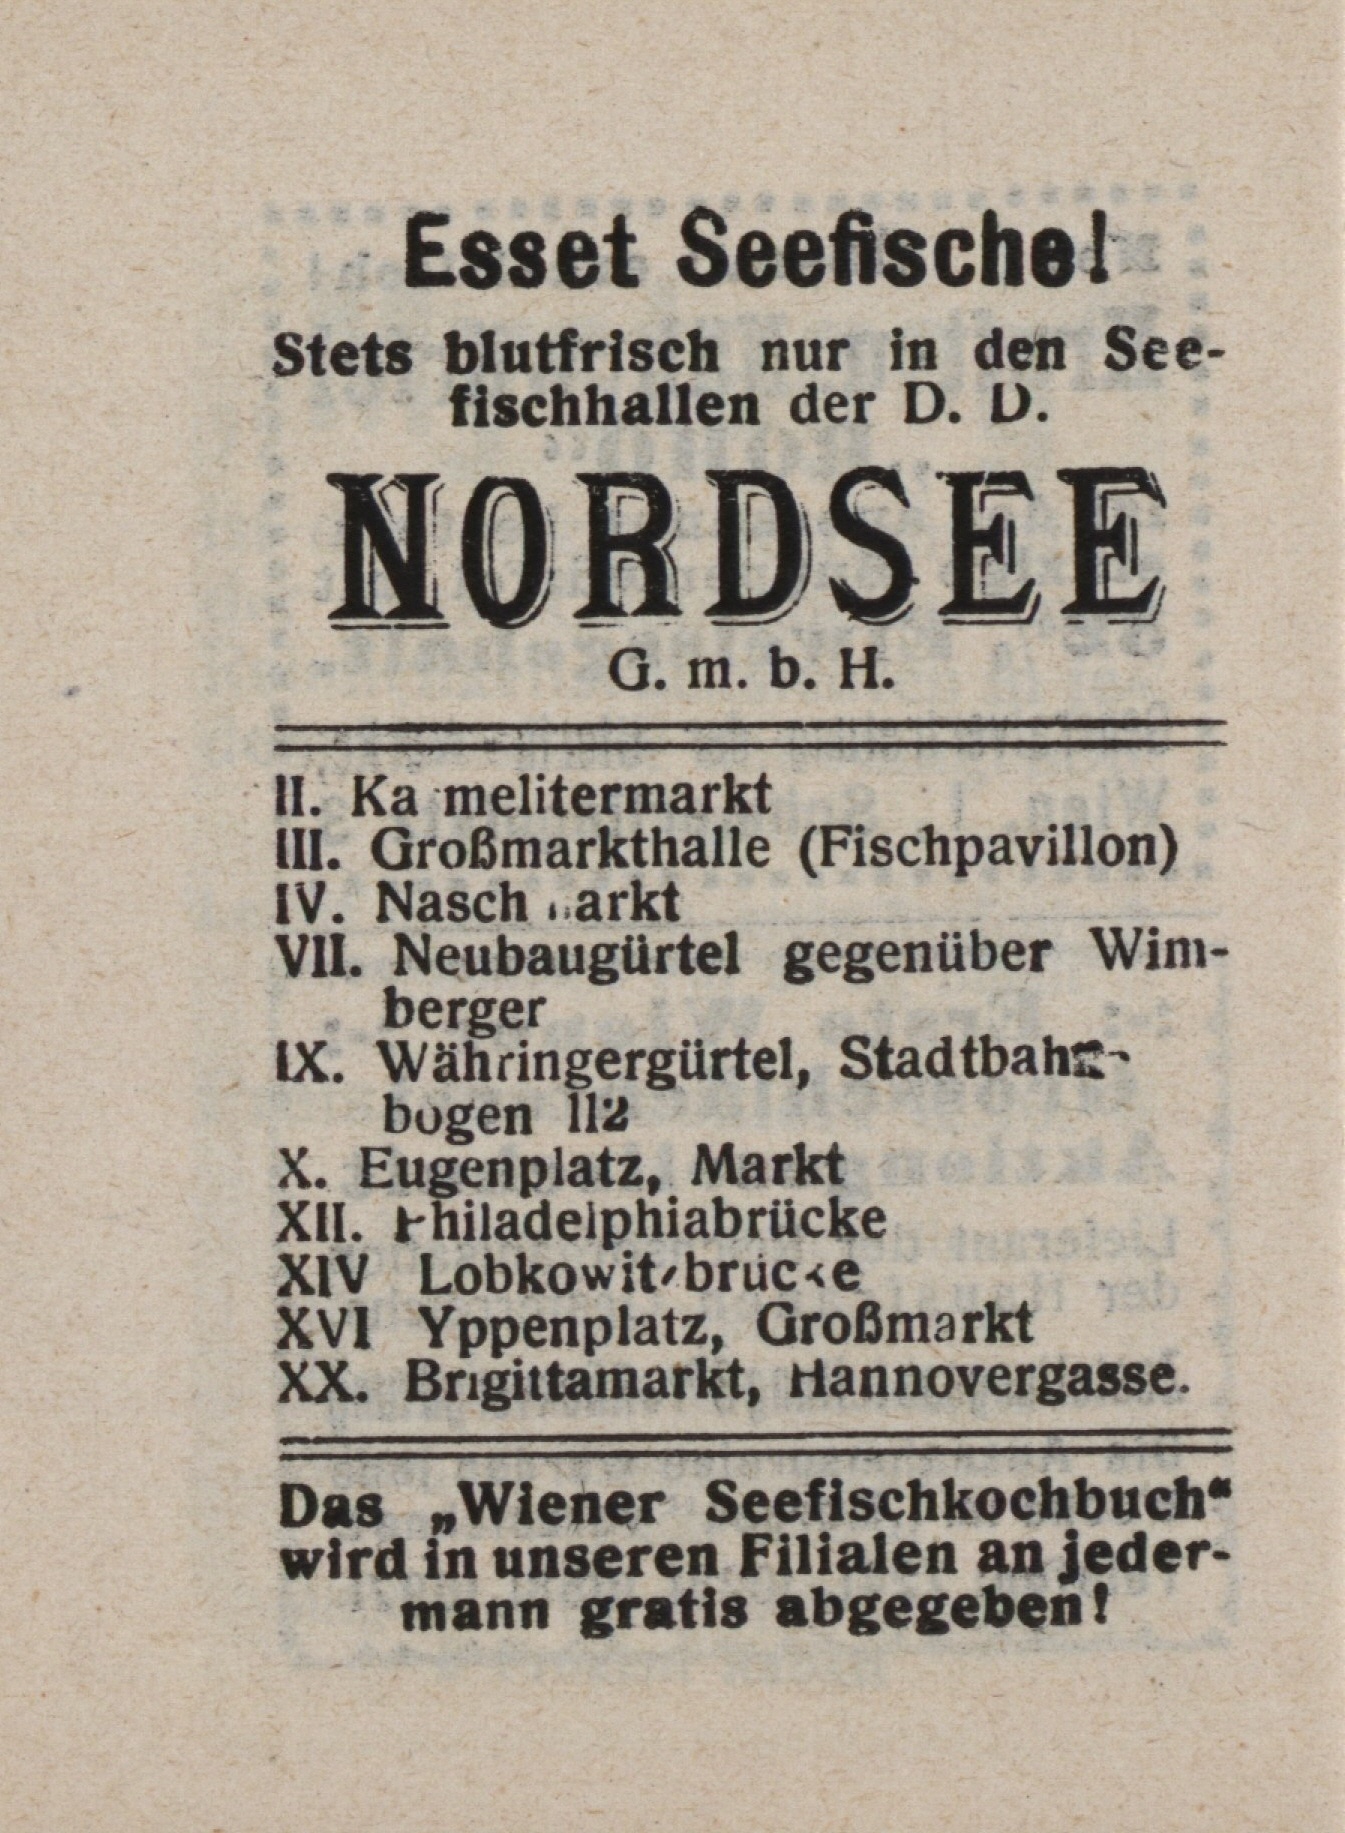 Esset Seefische!
Stets blutfrisch nur in den See-
fischhallen der D. D.
NORDSEE
G. m. b. H.
II. Ka melitermarkt
III. Großmarkthalle (Fischpavillon)
IV. Naschmarkt
VII. Neubaugürtel gegenüber Wim-
berger
IX. Währingergürtel, Stadtbahn-
bogen 112
X. Eugenplatz, Markt
XII. Philadelphiabrücke
XIV Lobkowitzbrücke
XVI Yppenplatz, Großmarkt
XX. Brigittamarkt, Hannovergasse.
Das „Wiener Seefischkochbuch“
wird in unseren Filialen an jeder-
mann gratis abgegeben!